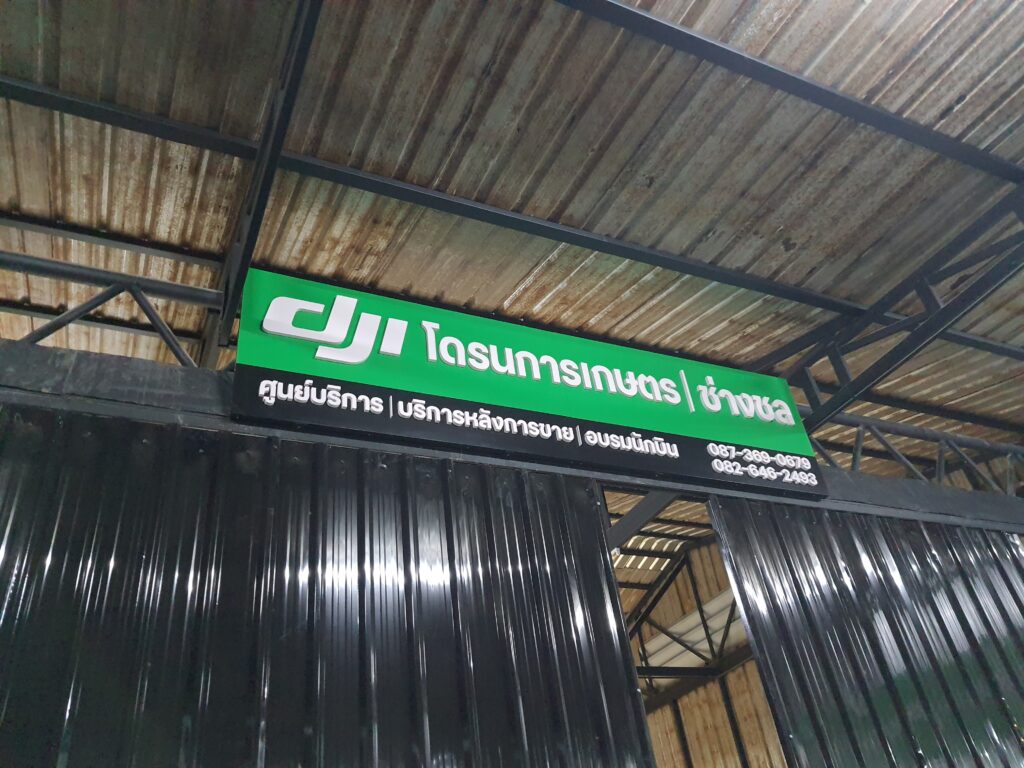 dji โดรนการเกษตร | ช่างชล
ศูนย์บริการ | บริการหลังการขาย | อบรมนักบิน
087-369-0679
082-646-2493